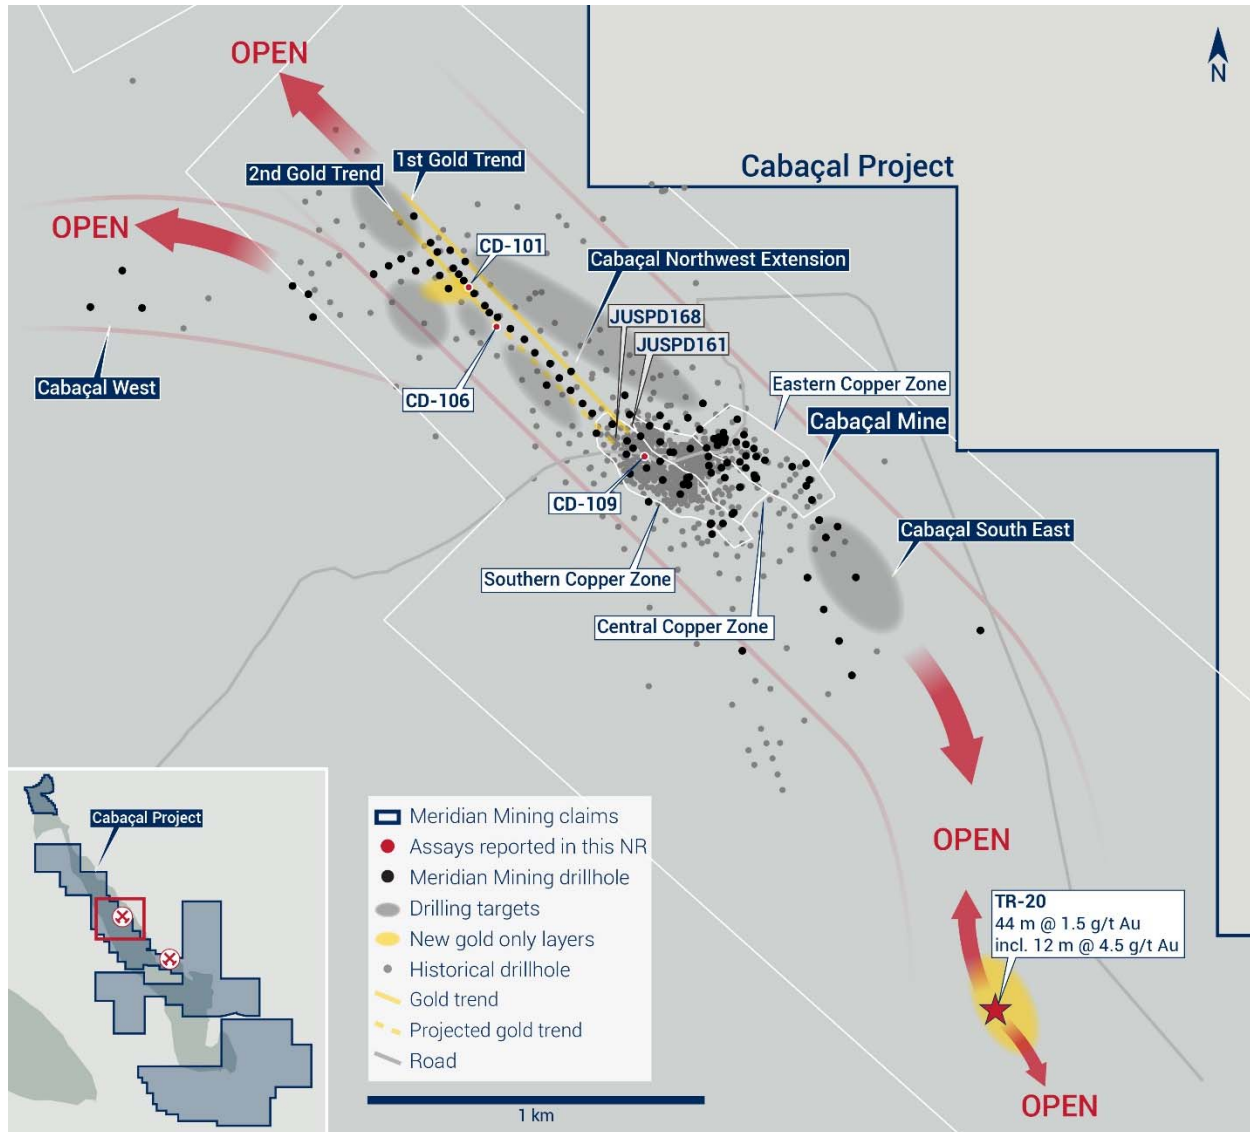 OPEN
N
1st Gold Trend
Cabaçal Project
2nd Gold Trend
OPEN
CD-101
Cabaçal Northwest Extension
JUSPD168
JUSPD161
Cabaçal West
Eastern Copper Zone
CD-106
Cabaçal Mine
CD-109
Cabaçal South East
Southern Copper Zone
Central Copper Zone
Cabaçal Project
Meridian Mining claims
Assays reported in this NR
Meridian Mining drillhole
Drilling targets
New gold only layers
Historical drillhole
Gold trend
Projected gold trend
Road
1 km
OPEN
TR-20
44 m @ 1.5 g/t Au
incl. 12 m @ 4.5 g/t Au
OPEN